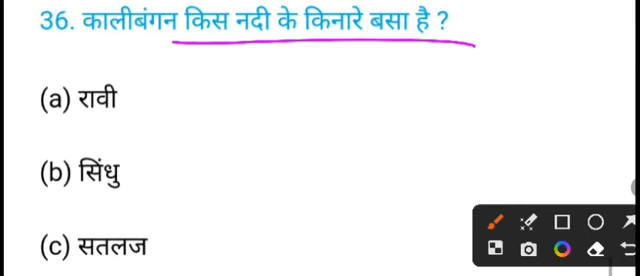 36. कालीबंगन किस नदी के किनारे बसा है ?
(a) रावी
(b) सिंधु
(c) सतलज